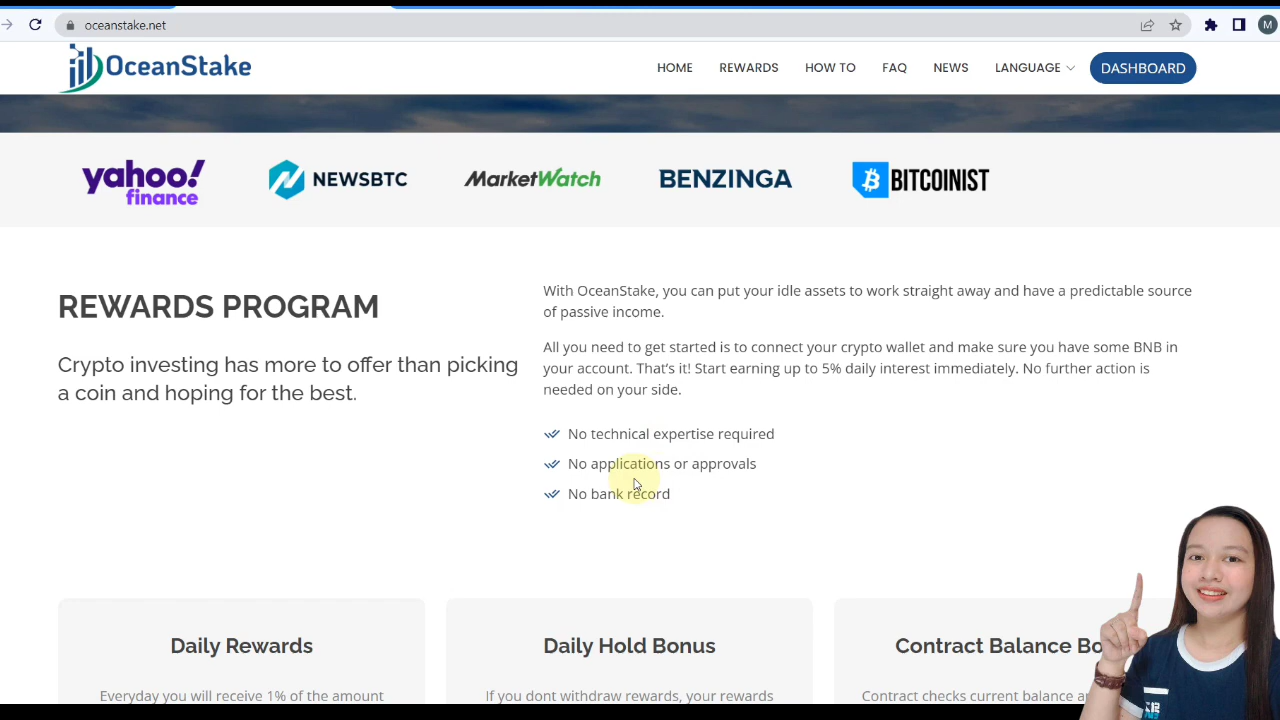 oceanstake.net
M
OceanStake
HOME
REWARDS
HOW TO
FAQ
NEWS
LANGUAGE
DASHBOARD
yahoo!
finance
NEWSBTC
MarketWatch
BENZINGA
BITCOINIST
REWARDS PROGRAM
Crypto investing has more to offer than picking
a coin and hoping for the best.
With OceanStake, you can put your idle assets to work straight away and have a predictable source
of passive income.
All you need to get started is to connect your crypto wallet and make sure you have some BNB in
your account. That's it! Start earning up to 5% daily interest immediately. No further action is
needed on your side.
No technical expertise required
No applications or approvals
No bank record
Daily Rewards
Everyday you will receive 1% of the amount
Daily Hold Bonus
If you dont withdraw rewards, your rewards
Contract Balance Bo
Contract checks current balance an